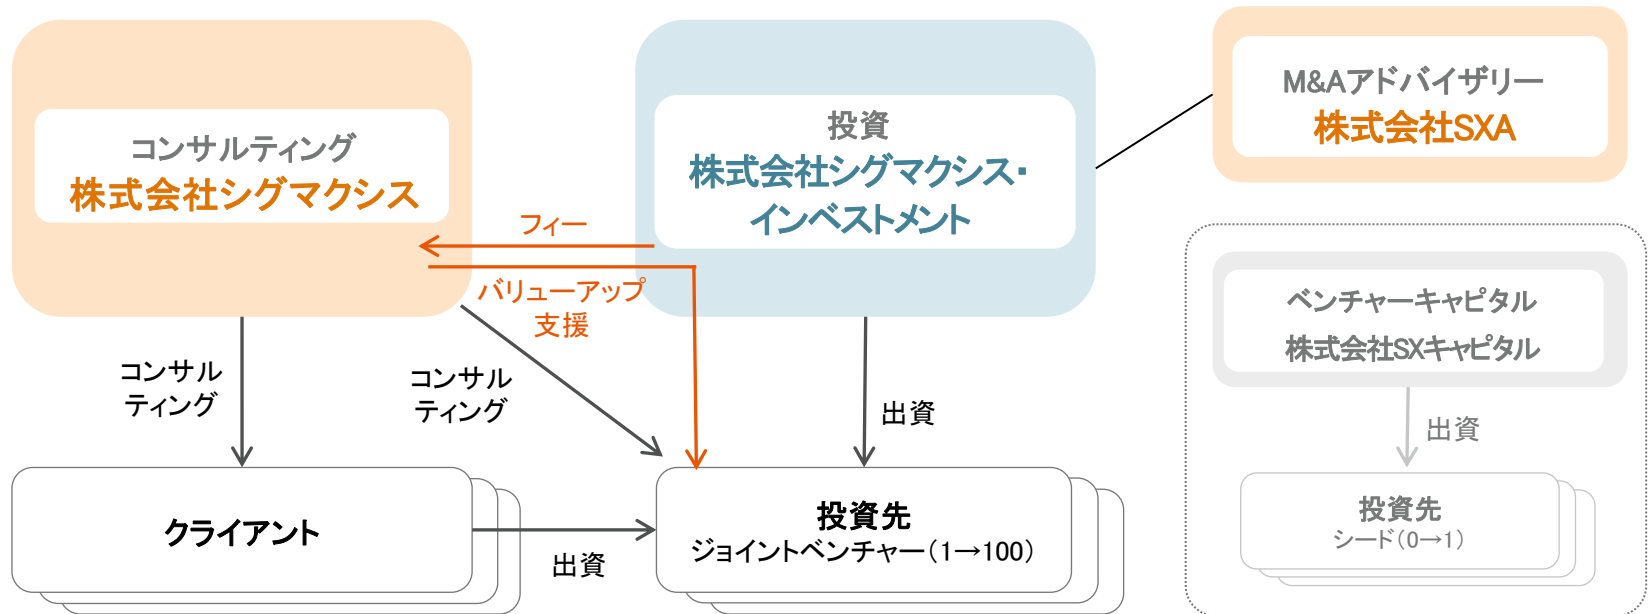 コンサルティング
株式会社シグマクシス
投資
株式会社シグマクシス・
インベストメント
M&Aアドバイザリー
株式会社SXA
フィー
バリューアップ
支援
ベンチャーキャピタル
株式会社SXキャピタル
コンサル
ティング
コンサル
ティング
出資
出資
クライアント
出資
投資先
ジョイントベンチャー（1→100）
投資先
シード（0→1）